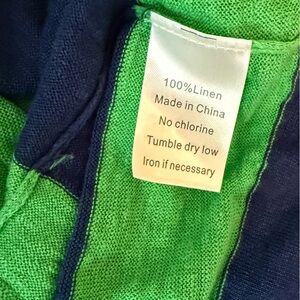 100%Linen
Made in China
No chlorine
Tumble dry low
Iron if necessary